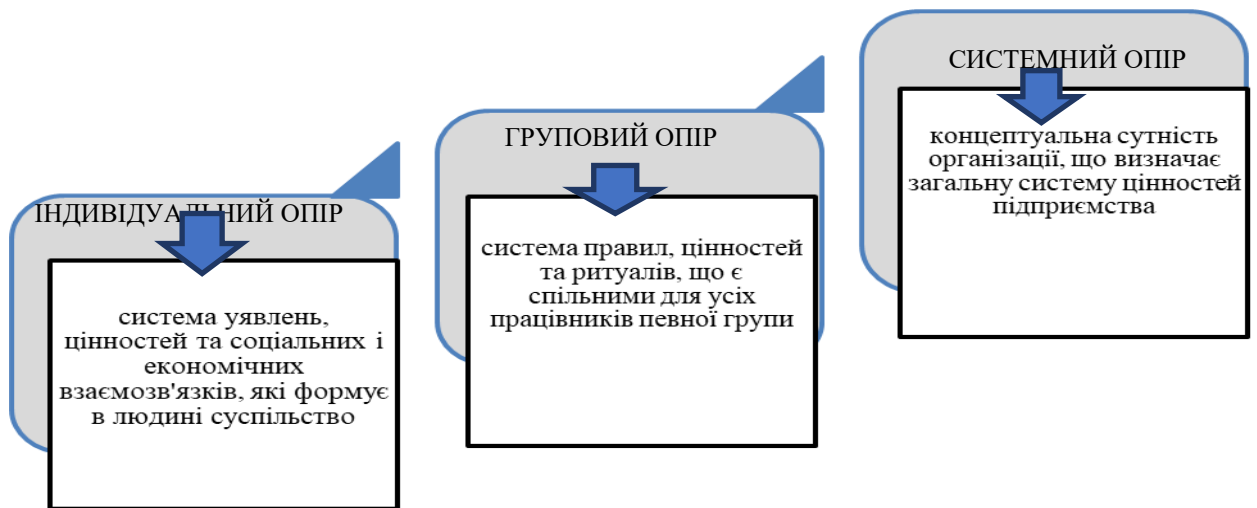 ІНДИВІДУАЛЬНИЙ ОПІР
система уявлень,
цінностей та соціальних і
економічних
взаємозв'язків, які формує
в людині суспільство
ГРУПОВИЙ ОПІР
система правил, цінностей
та ритуалів, що є
спільними для усіх
працівників певної групи
СИСТЕМНИЙ ОПІР
концептуальна сутність
організації, що визначає
загальну систему цінностей
підприємства